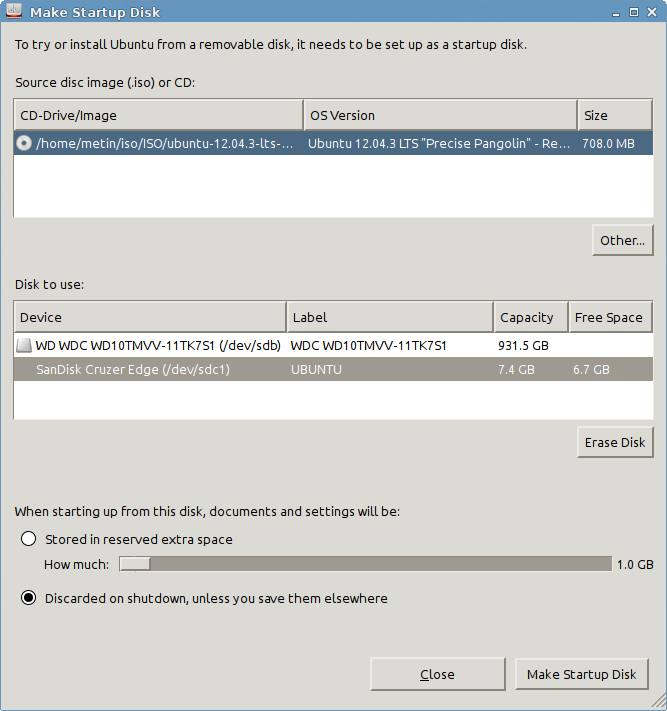 Make Startup Disk
To try or install Ubuntu from a removable disk, it needs to be set up as a startup disk.
Source disc image (.iso) or CD:
CD-Drive/Image OS Version Size
/home/metin/iso/ISO/ubuntu-12.04.3-lts-... Ubuntu 12.04.3 LTS "Precise Pangolin" - Re... 708.0 MB
Other...
Disk to use:
Device Label Capacity Free Space
WD WDC WD10TMVV-11TK7S1 (/dev/sdb) WDC WD10TMVV-11TK7S1 931.5 GB
SanDisk Cruzer Edge (/dev/sdc1) UBUNTU 7.4 GB 6.7 GB
Erase Disk
When starting up from this disk, documents and settings will be:
Stored in reserved extra space
How much: 1.0 GB
Discarded on shutdown, unless you save them elsewhere
Close Make Startup Disk